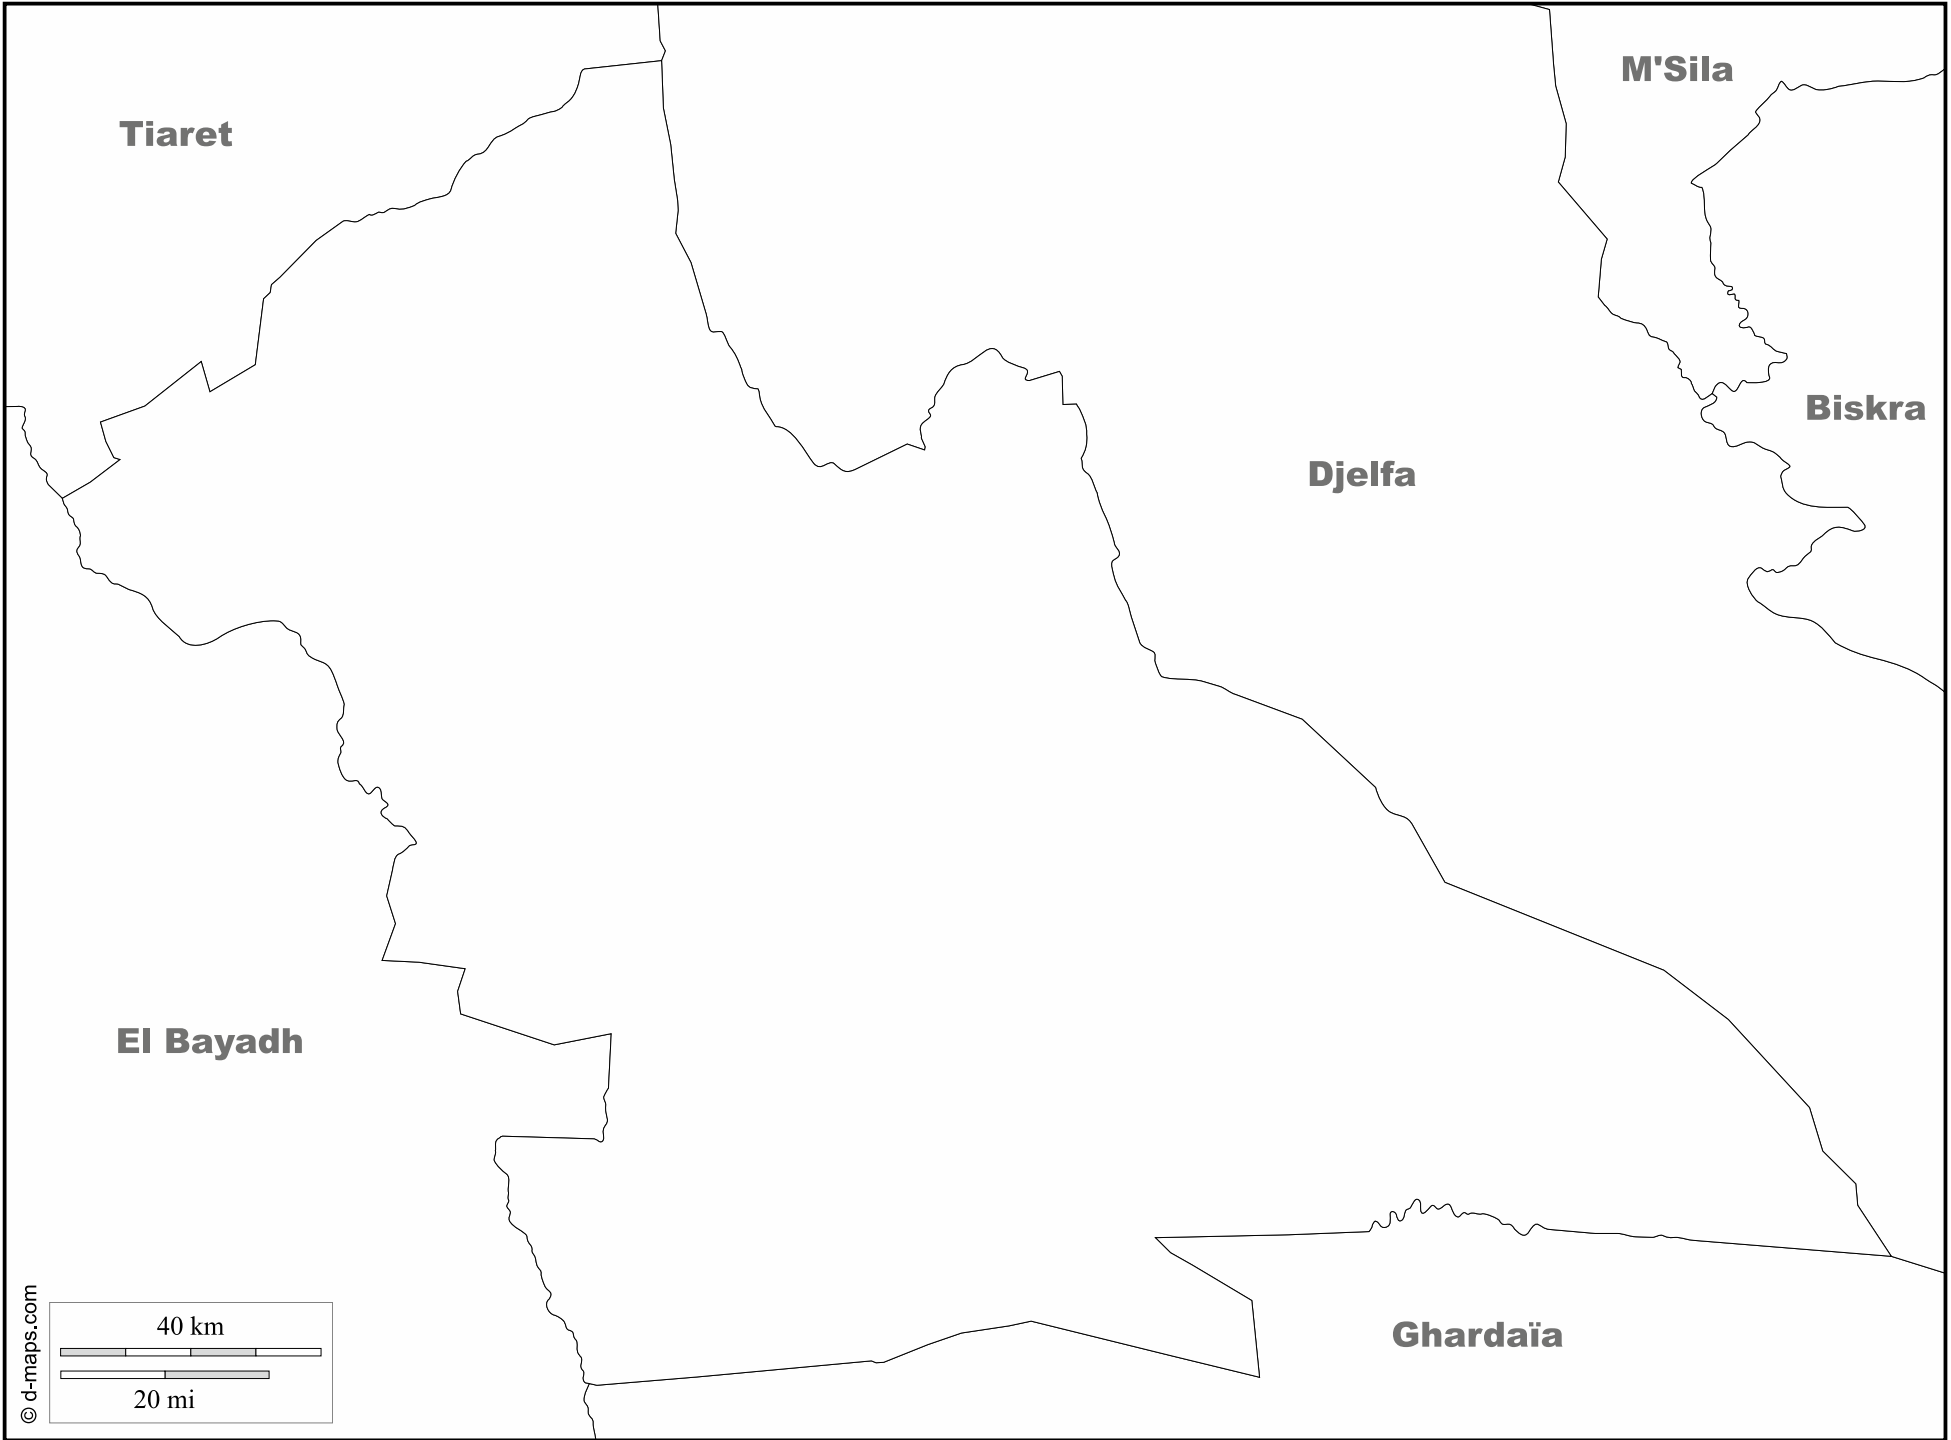 M'Sila
Tiaret
Biskra
Djelfa
El Bayadh
Ghardaïa
40 km
20 mi
© d-maps.com